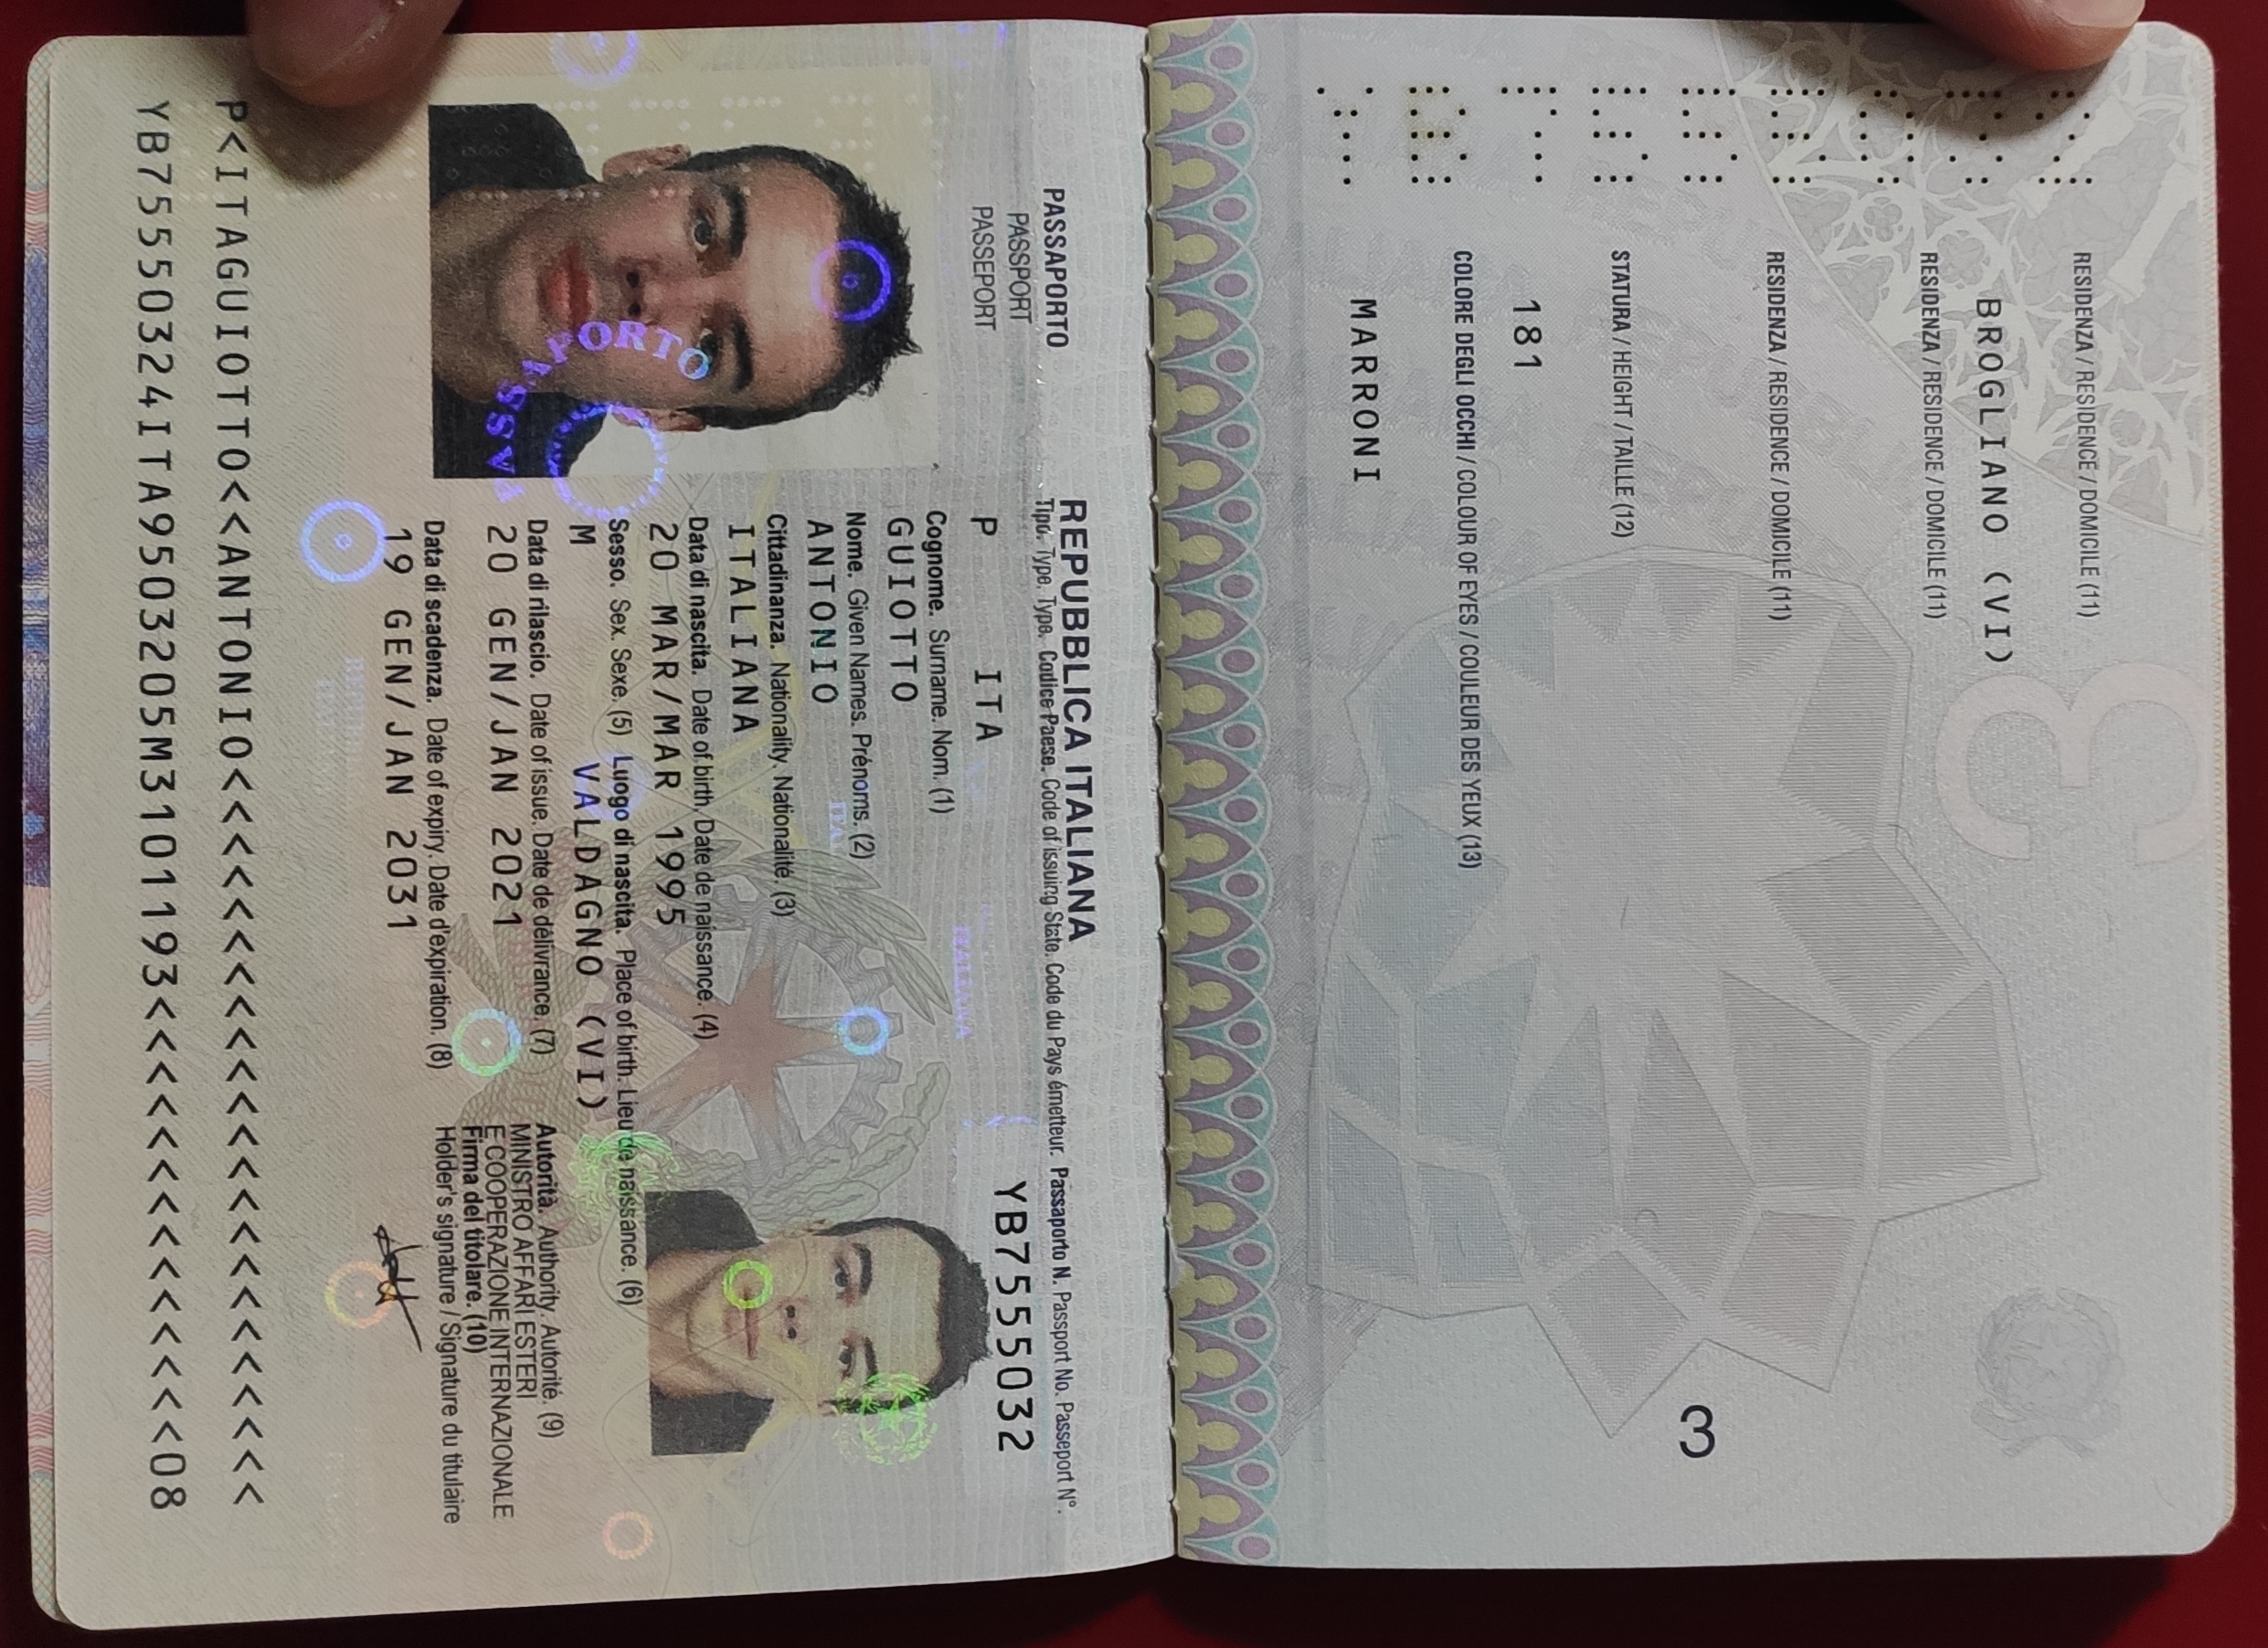 RESIDENZA / RESIDENCE / DOMICILE (11)
BROGLIANO (VI)
RESIDENZA / RESIDENCE / DOMICILE (11)
RESIDENZA / RESIDENCE / DOMICILE (11)
STATURA / HEIGHT / TAILLE (12)
181
COLORE DEGLI OCCHI / COLOUR OF EYES / COULEUR DES YEUX (13)
MARRONI
3
3
REPUBBLICA ITALIANA
PASSAPORTO
PASSPORT
PASSEPORT
Tipo. Type. Type. Codice Paese. Code of issuing State. Code du Pays émetteur. Passaporto N. Passport No. Passeport N°.
P ITA YB7555032
Cognome. Surname. Nom. (1)
GUIOTTO
Nome. Given Names. Prénoms. (2)
ANTONIO
Cittadinanza. Nationality. Nationalité. (3)
ITALIANA
Data di nascita. Date of birth. Date de naissance. (4)
20 MAR/MAR 1995
Sesso. Sex. Sexe. (5) Luogo di nascita. Place of birth. Lieu de naissance. (6)
M VALDAGNO (VI)
Data di rilascio. Date of issue. Date de délivrance. (7)
20 GEN/JAN 2021
Data di scadenza. Date of expiry. Date d'expiration. (8)
19 GEN/JAN 2031
Autorità. Authority. Autorité. (9)
MINISTRO AFFARI ESTERI
E COOPERAZIONE INTERNAZIONALE
Firma del titolare. (10)
Holder's signature / Signature du titulaire
PASSAPORTO
ITALIANA
P<ITAGUIOTTO<<ANTONIO<<<<<<<<<<<<<<<<<<<<<<<
YB75550324ITA9503205M3101193<<<<<<<<<<<<<<08